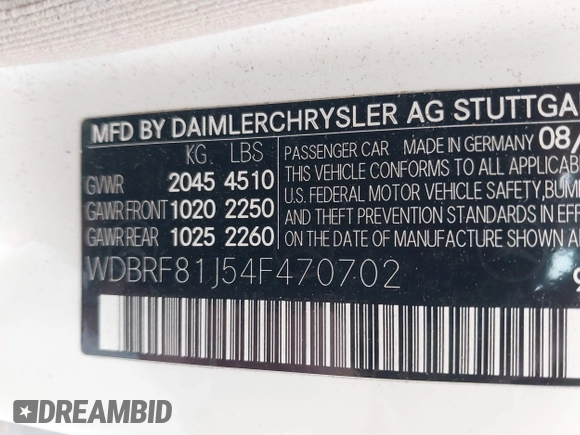 MFD BY DAIMLERCHRYSLER AG STUTTGA
KG LBS
GVWR 2045 4510
GAWR FRONT 1020 2250
GAWR REAR 1025 2260
PASSENGER CAR MADE IN GERMANY 08/
THIS VEHICLE CONFORMS TO ALL APPLICABL
U.S. FEDERAL MOTOR VEHICLE SAFETY, BUM
AND THEFT PREVENTION STANDARDS IN EFFE
ON THE DATE OF MANUFACTURE SHOWN
WDBRF81J54F470702
DREAMBID